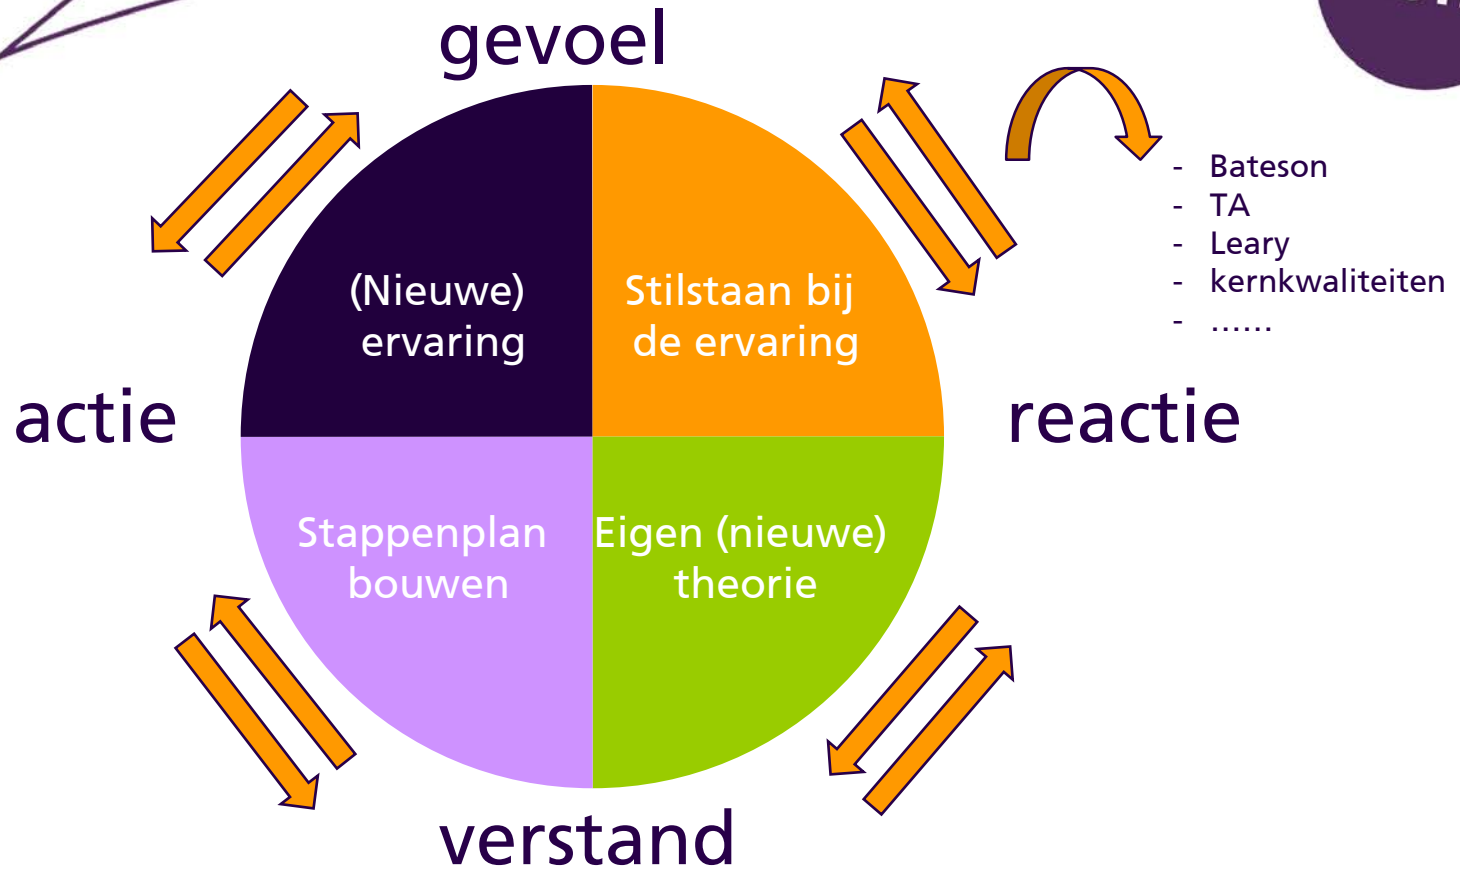 gevoel
- Bateson
- TA
- Leary
- kernkwaliteiten
- ......
(Nieuwe)
ervaring
Stilstaan bij
de ervaring
actie
reactie
Stappenplan
bouwen
Eigen (nieuwe)
theorie
verstand